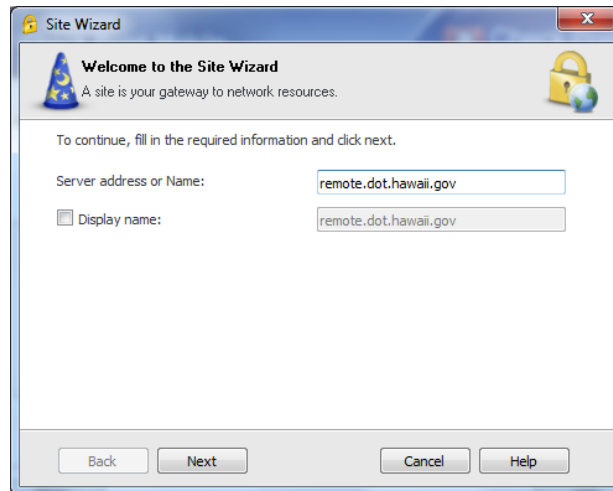 Site Wizard
Welcome to the Site Wizard
A site is your gateway to network resources.
To continue, fill in the required information and click next.
Server address or Name: remote.dot.hawaii.gov
Display name: remote.dot.hawaii.gov
Back Next Cancel Help